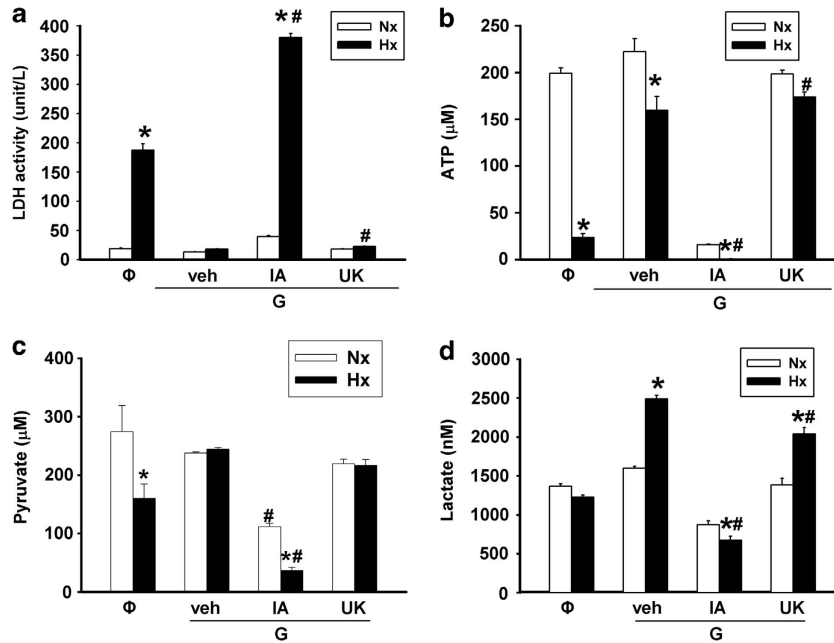 a
LDH activity (unit/L)
400
350
300
250
200
150
100
50
0
Nx
Hx
*
*#
#
Φ veh IA UK
G
b
ATP (μM)
250
200
150
100
50
0
Nx
Hx
*
*
*#
#
Φ veh IA UK
G
c
Pyruvate (μM)
400
300
200
100
0
Nx
Hx
*
#
*#
Φ veh IA UK
G
d
Lactate (nM)
3000
2500
2000
1500
1000
500
0
Nx
Hx
*
*#
*#
Φ veh IA UK
G